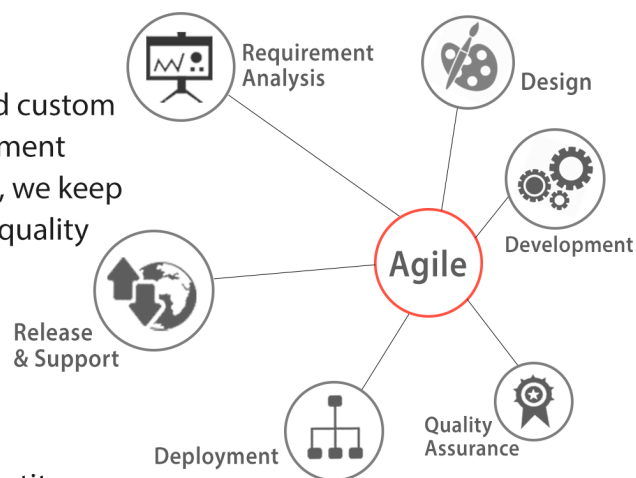 d custom
ment
, we keep
quality
Requirement
Analysis
Design
Development
Agile
Release
& Support
Quality
Assurance
Deployment